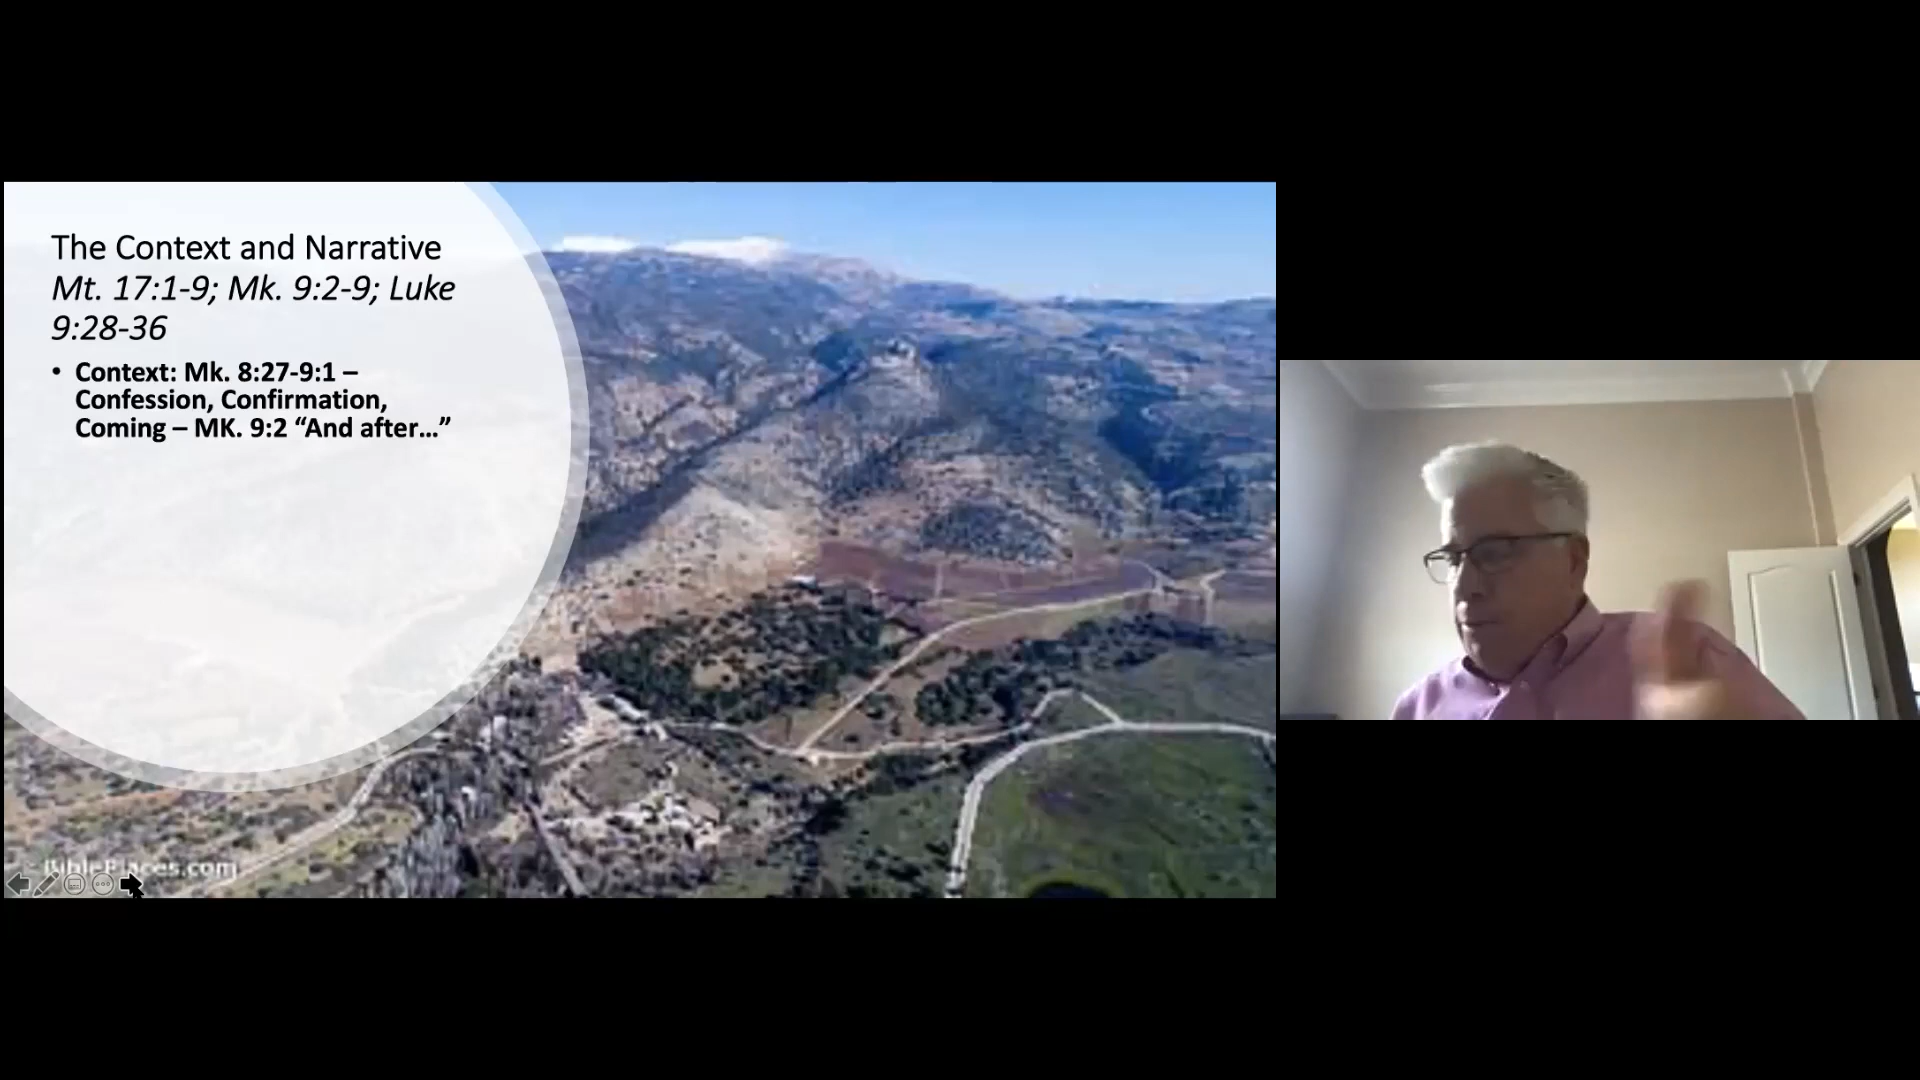 The Context and Narrative
Mt. 17:1-9; Mk. 9:2-9; Luke
9:28-36
• Context: Mk. 8:27-9:1 –
Confession, Confirmation,
Coming – MK. 9:2 “And after…”
BiblePlaces.com